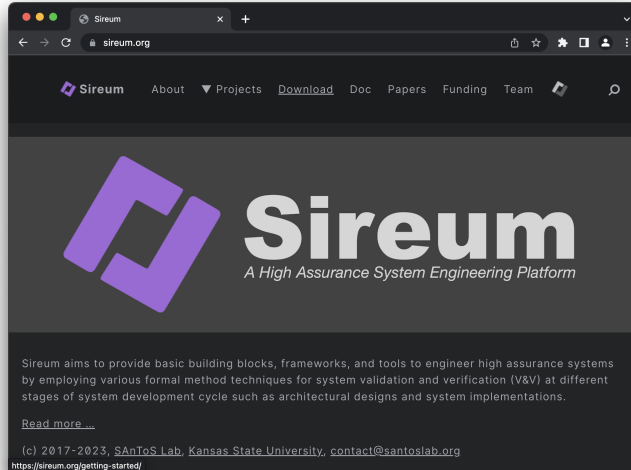 Sireum
sireum.org
Sireum About ▼ Projects Download Doc Papers Funding Team
Sireum
A High Assurance System Engineering Platform
Sireum aims to provide basic building blocks, frameworks, and tools to engineer high assurance systems
by employing various formal method techniques for system validation and verification (V&V) at different
stages of system development cycle such as architectural designs and system implementations.
Read more ...
(c) 2017-2023, SAnToS Lab, Kansas State University, contact@santoslab.org
https://sireum.org/getting-started/